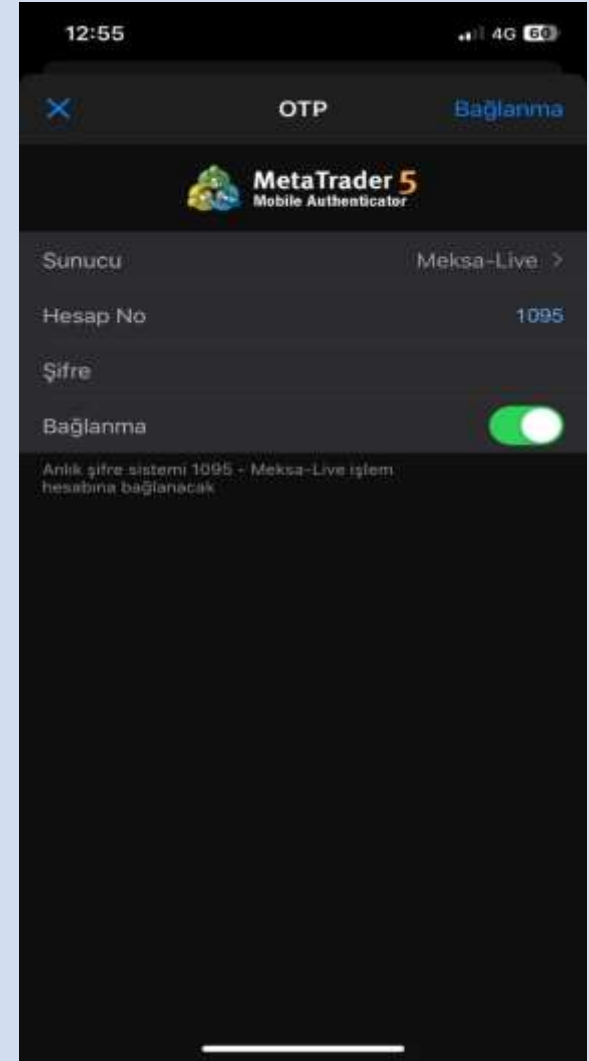 12:55 4G 60
OTP Bağlanma
MetaTrader 5
Mobile Authenticator
Sunucu Meksa-Live >
Hesap No 1095
Şifre
Bağlanma
Anlık şifre sistemi 1095 - Meksa-Live işlem
hesabına bağlanacak